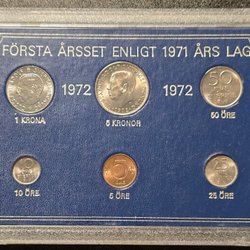 FÖRSTA ÅRSSET ENLIGT 1971 ÅRS LAG
1972 1972
1 KRONA 5 KRONOR 50 ÖRE
10 ÖRE 5 ÖRE 25 ÖRE